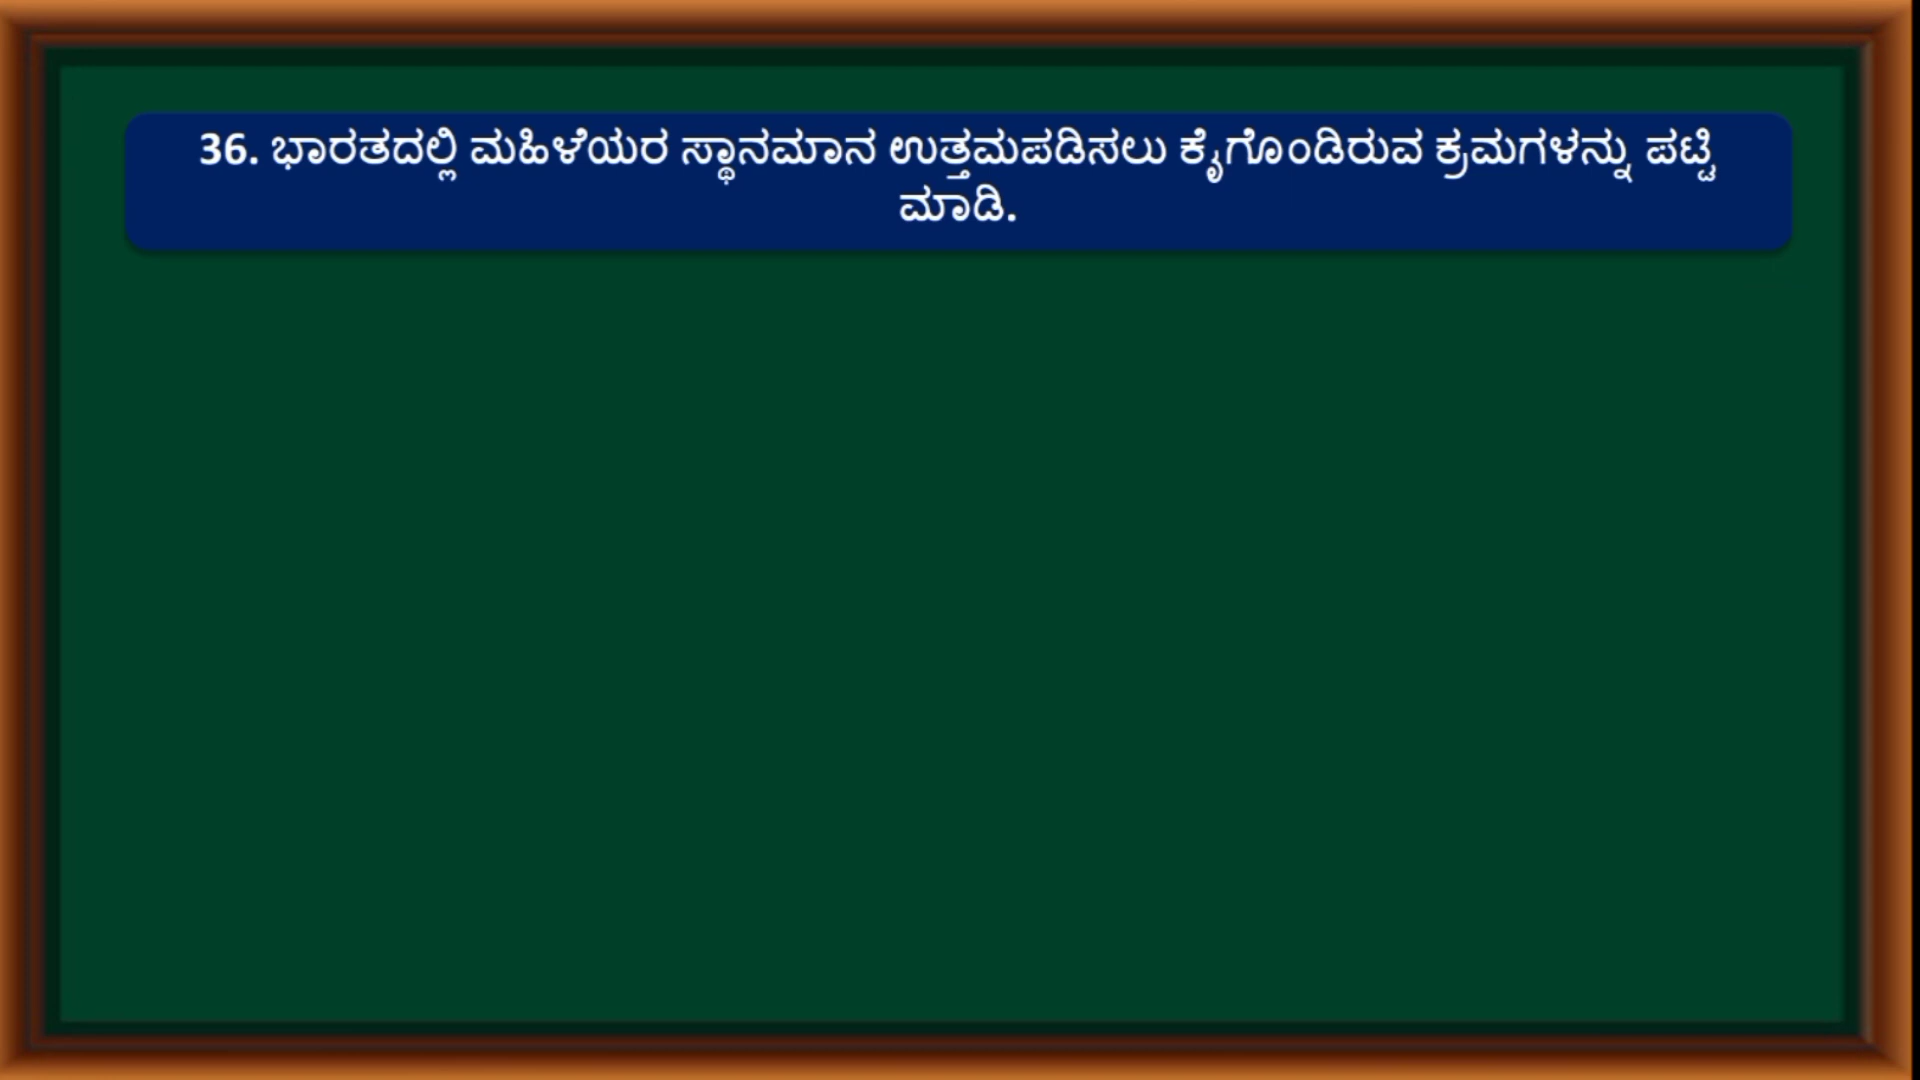 36. ಭಾರತದಲ್ಲಿ ಮಹಿಳೆಯರ ಸ್ಥಾನಮಾನ ಉತ್ತಮಪಡಿಸಲು ಕೈಗೊಂಡಿರುವ ಕ್ರಮಗಳನ್ನು ಪಟ್ಟಿ
ಮಾಡಿ.